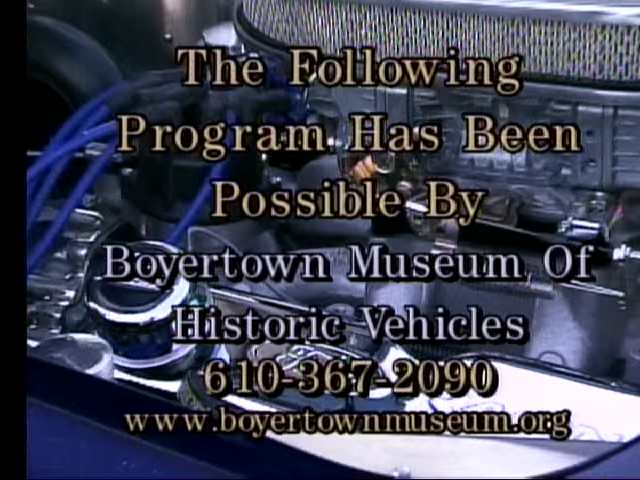 The Following
Program Has Been
Possible By
Boyertown Museum Of
Historic Vehicles
610-367-2090
www.boyertownmuseum.org